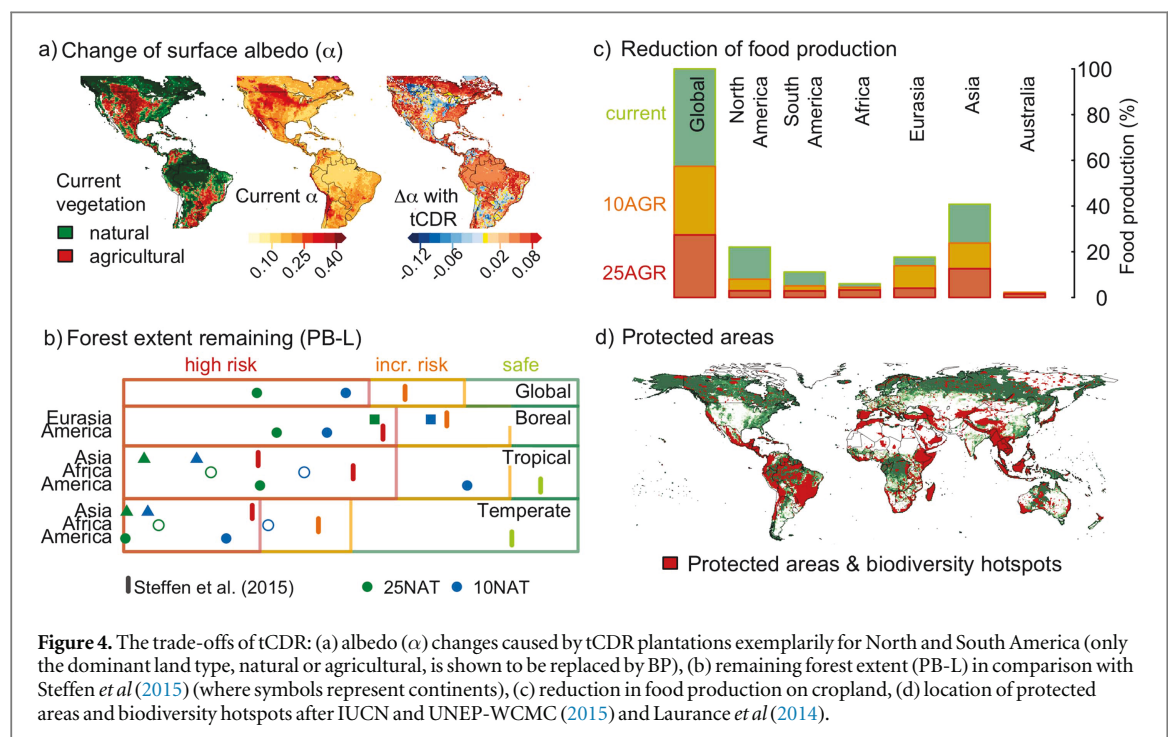 a) Change of surface albedo (α)
Current
vegetation
natural
agricultural
Current α
0.10
0.25
0.40
Δα with
tCDR
-0.12
-0.06
0.02
0.08
c) Reduction of food production
current
10AGR
25AGR
Global
North
America
South
America
Africa
Eurasia
Asia
Australia
100
80
60
40
20
0
Food production (%)
b) Forest extent remaining (PB-L)
high risk
incr. risk
safe
Global
Eurasia
America
Boreal
Asia
Africa
America
Tropical
Asia
Africa
America
Temperate
Steffen et al. (2015)
25NAT
10NAT
d) Protected areas
Protected areas & biodiversity hotspots
Figure 4. The trade-offs of tCDR: (a) albedo (α) changes caused by tCDR plantations exemplarily for North and South America (only
the dominant land type, natural or agricultural, is shown to be replaced by BP), (b) remaining forest extent (PB-L) in comparison with
Steffen et al (2015) (where symbols represent continents), (c) reduction in food production on cropland, (d) location of protected
areas and biodiversity hotspots after IUCN and UNEP-WCMC (2015) and Laurance et al (2014).